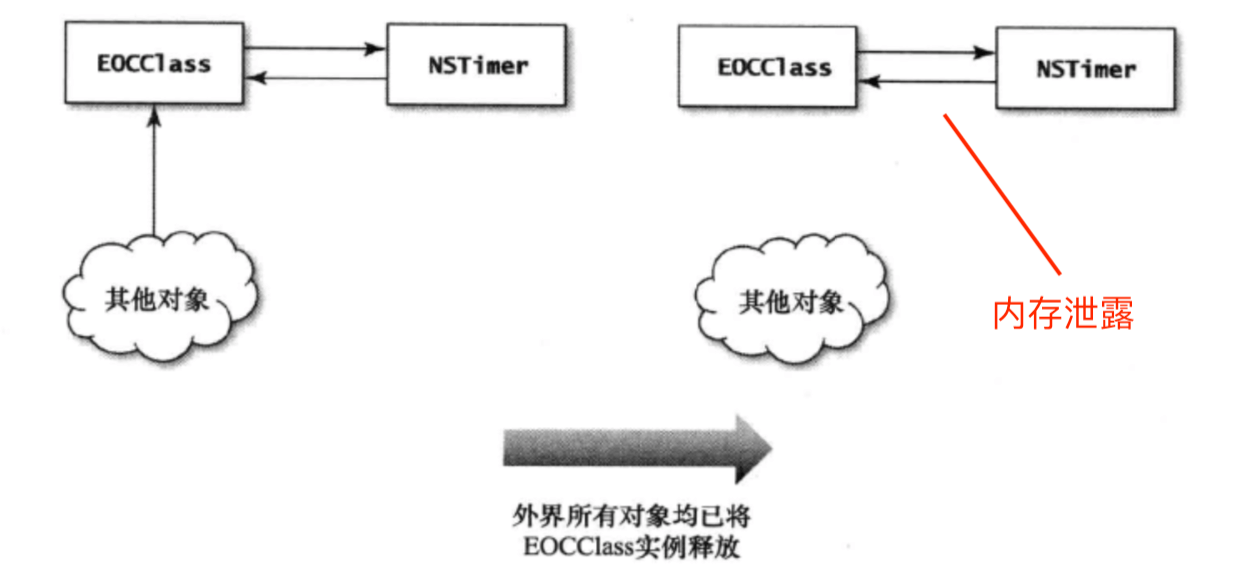 EOCClass
NSTimer
EOCClass
NSTimer
其他对象
其他对象
内存泄露
外界所有对象均已将
EOCClass实例释放